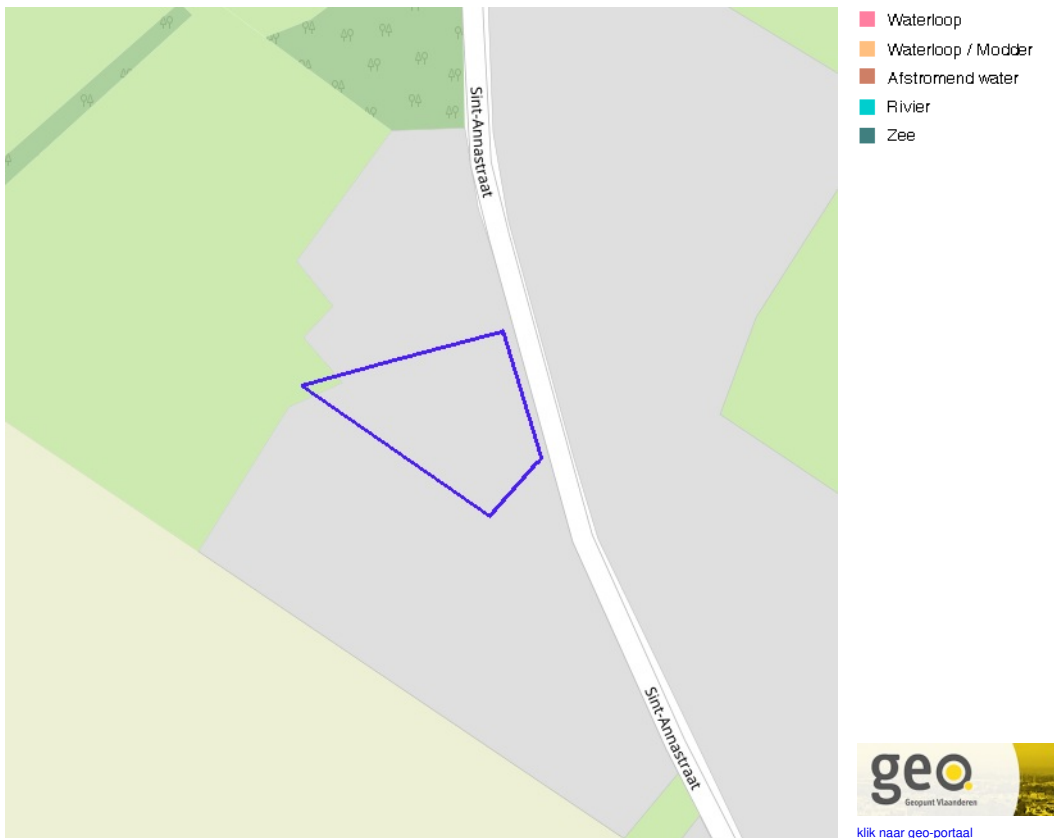 Waterloop
Waterloop / Modder
Afstromend water
Rivier
Zee
Sint-Annastraat
Sint-Annastraat
geo.
Geopunt Vlaanderen
klik naar geo-portaal